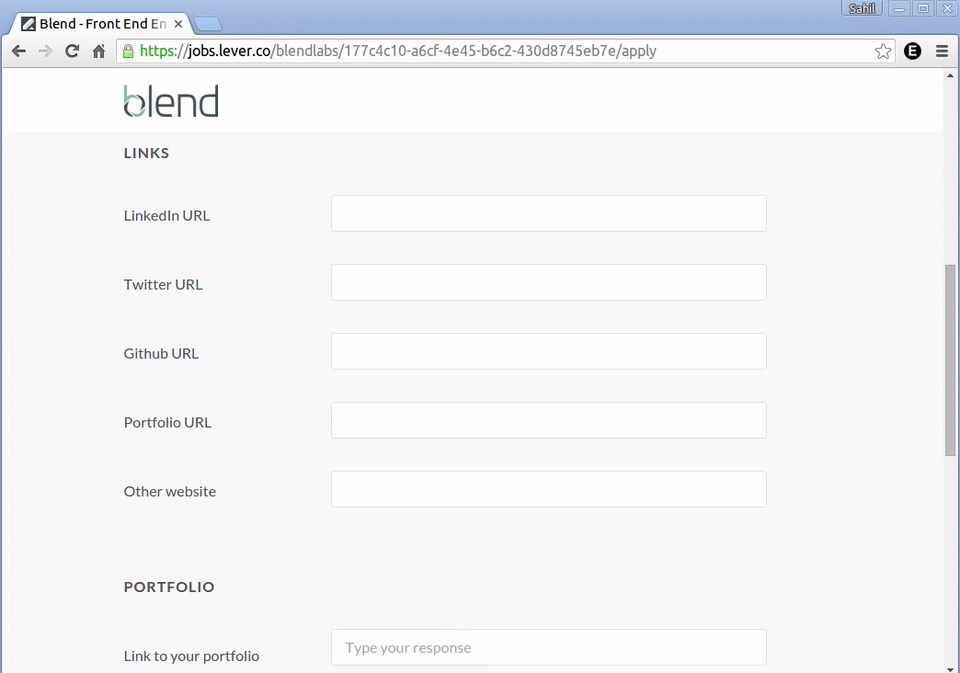 Sahil
Blend - Front End En
https://jobs.lever.co/blendlabs/177c4c10-a6cf-4e45-b6c2-430d8745eb7e/apply
E
blend
LINKS
LinkedIn URL
Twitter URL
Github URL
Portfolio URL
Other website
PORTFOLIO
Link to your portfolio
Type your response